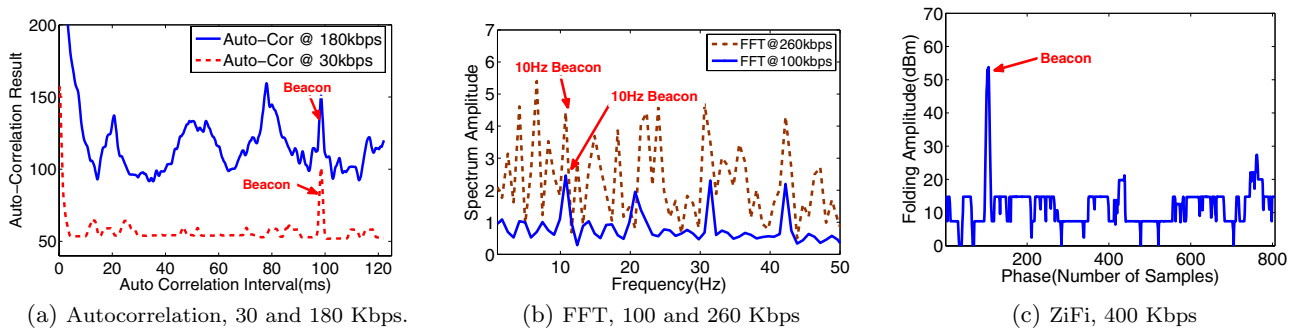 200
150
100
50
0
20
40
60
80
100
120
Auto-Correlation Result
Auto Correlation Interval(ms)
Auto-Cor @ 180kbps
Auto-Cor @ 30kbps
Beacon
Beacon
(a) Autocorrelation, 30 and 180 Kbps.
7
6
5
4
3
2
1
0
10
20
30
40
50
Spectrum Amplitude
Frequency(Hz)
FFT@260kbps
FFT@100kbps
10Hz Beacon
10Hz Beacon
(b) FFT, 100 and 260 Kbps
70
60
50
40
30
20
10
0
0
200
400
600
800
Folding Amplitude(dBm)
Phase(Number of Samples)
Beacon
(c) ZiFi, 400 Kbps